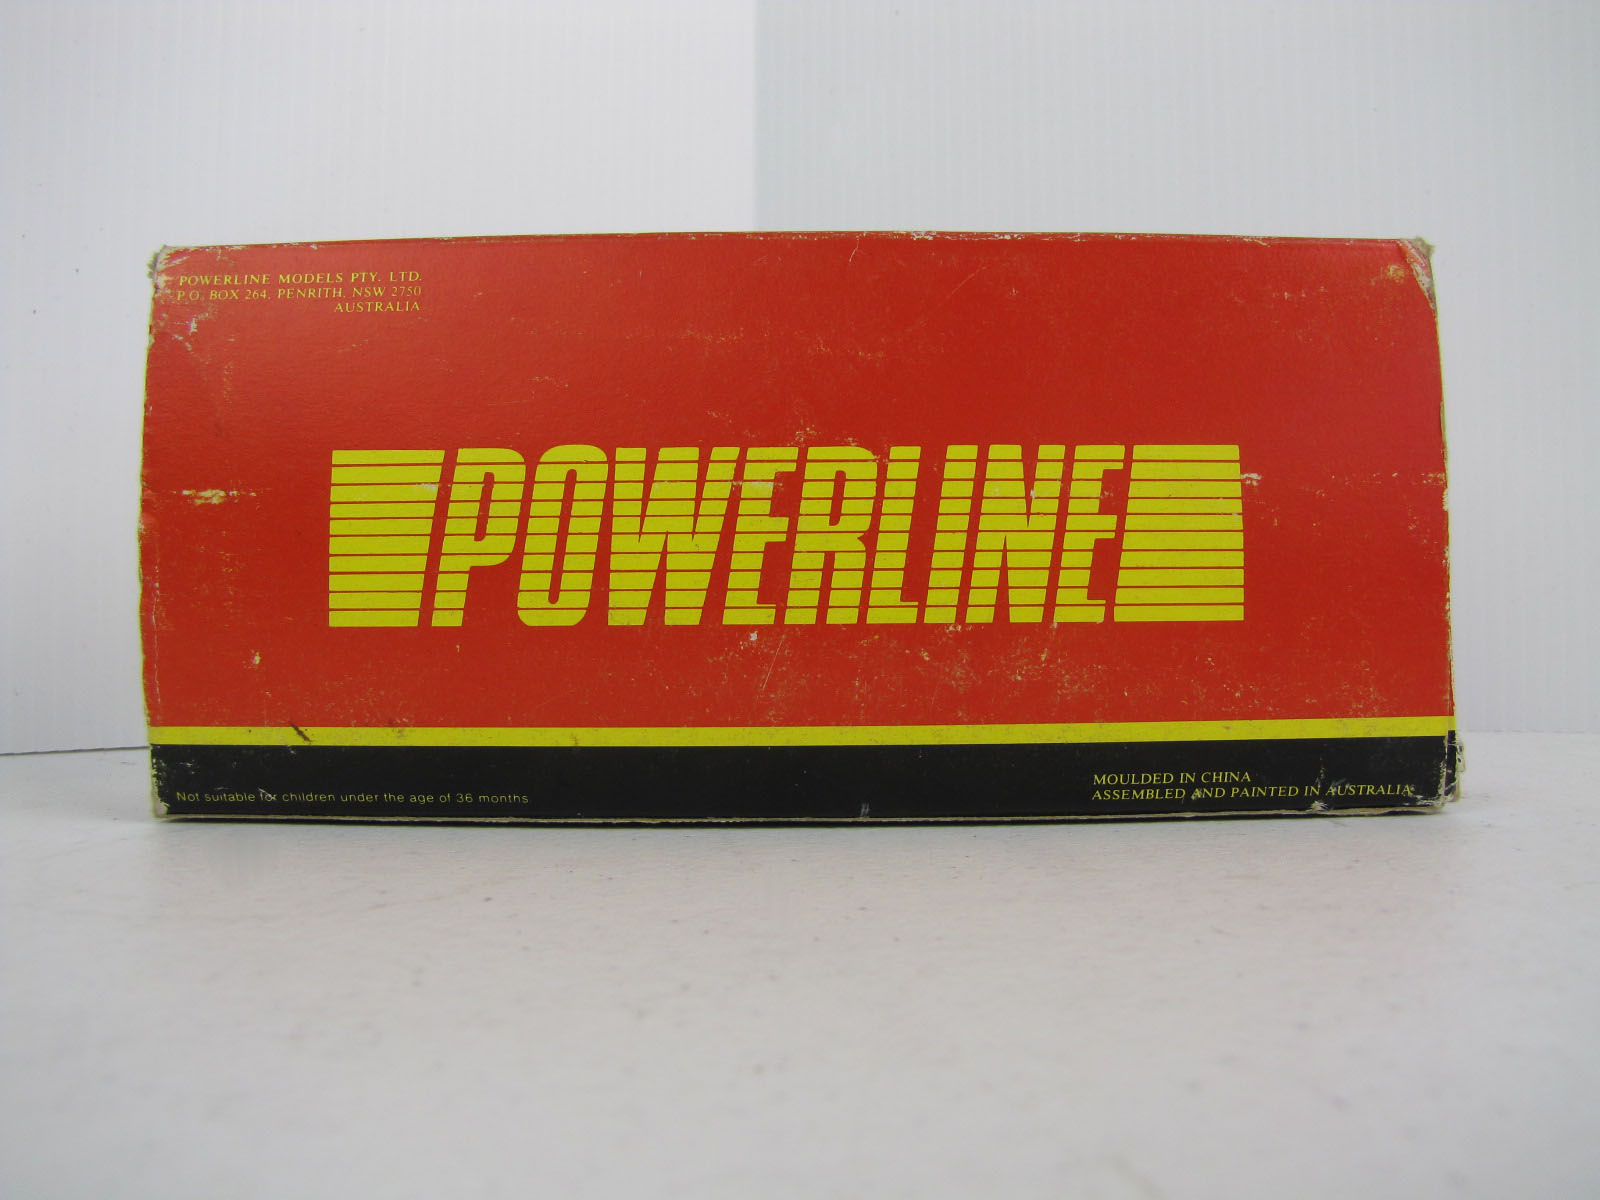 POWERLINE MODELS PTY. LTD.
P.O. BOX 264, PENRITH, NSW 2750
AUSTRALIA
POWERLINE
Not suitable for children under the age of 36 months
MOULDED IN CHINA
ASSEMBLED AND PAINTED IN AUSTRALIA